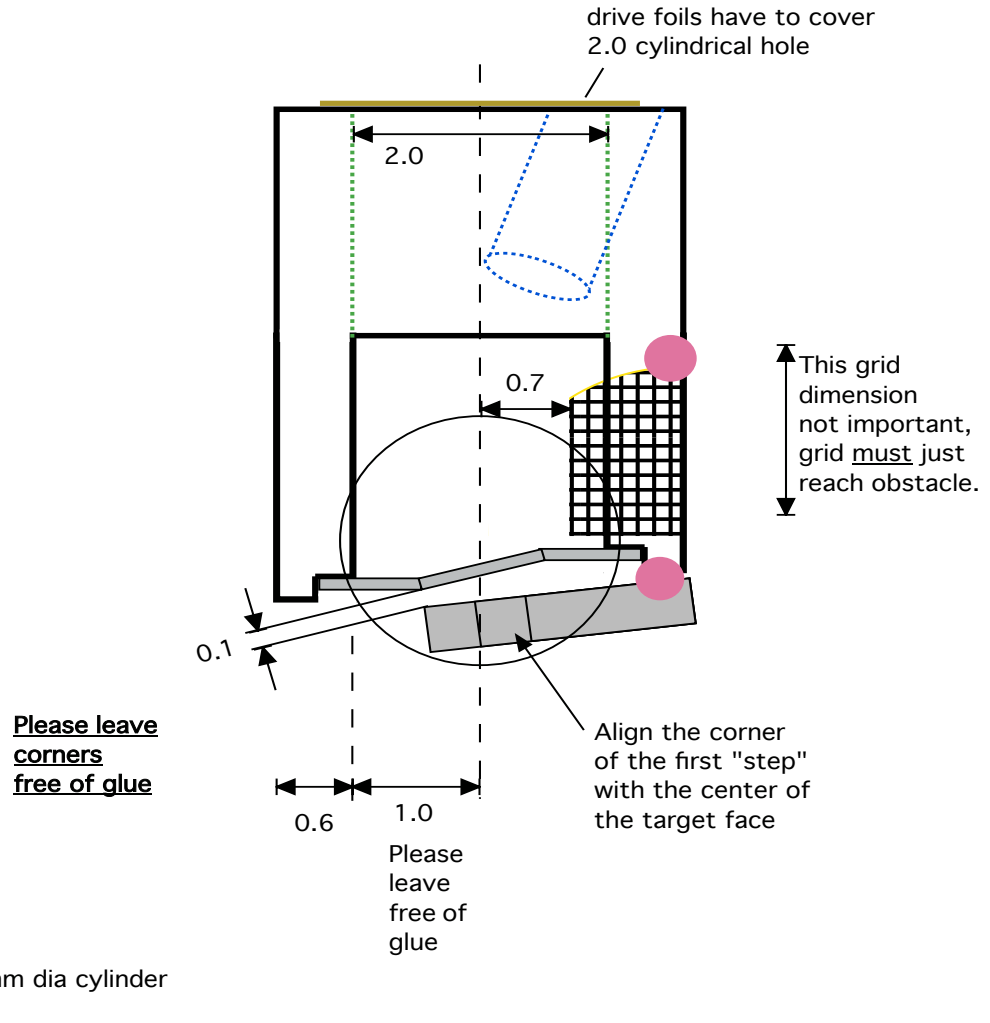 drive foils have to cover
2.0 cylindrical hole
2.0
0.7
This grid
dimension
not important,
grid must just
reach obstacle.
0.1
Please leave
corners
free of glue
Align the corner
of the first "step"
with the center of
the target face
0.6
1.0
Please
leave
free of
glue
dia cylinder